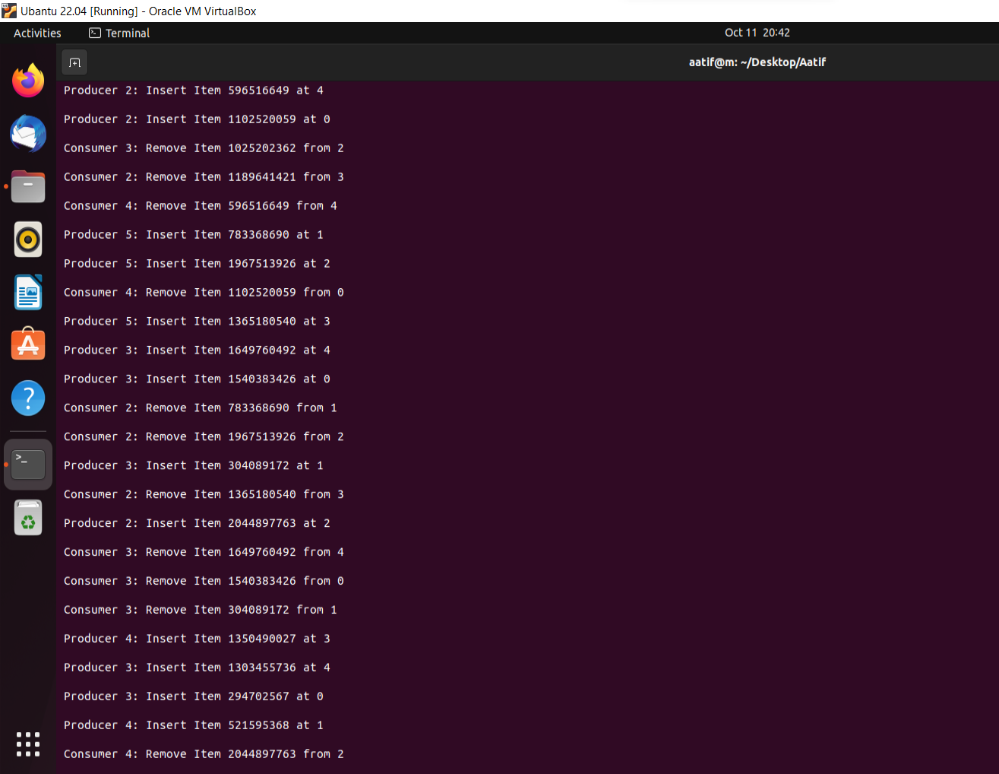 Ubantu 22.04 [Running] - Oracle VM VirtualBox
Activities Terminal Oct 11 20:42
aatif@m: ~/Desktop/Aatif
Producer 2: Insert Item 596516649 at 4
Producer 2: Insert Item 1102520059 at 0
Consumer 3: Remove Item 1025202362 from 2
Consumer 2: Remove Item 1189641421 from 3
Consumer 4: Remove Item 596516649 from 4
Producer 5: Insert Item 783368690 at 1
Producer 5: Insert Item 1967513926 at 2
Consumer 4: Remove Item 1102520059 from 0
Producer 5: Insert Item 1365180540 at 3
Producer 3: Insert Item 1649760492 at 4
Producer 3: Insert Item 1540383426 at 0
Consumer 2: Remove Item 783368690 from 1
Consumer 2: Remove Item 1967513926 from 2
Producer 3: Insert Item 304089172 at 1
Consumer 2: Remove Item 1365180540 from 3
Producer 2: Insert Item 2044897763 at 2
Consumer 3: Remove Item 1649760492 from 4
Consumer 3: Remove Item 1540383426 from 0
Consumer 3: Remove Item 304089172 from 1
Producer 4: Insert Item 1350490027 at 3
Producer 3: Insert Item 1303455736 at 4
Producer 3: Insert Item 294702567 at 0
Producer 4: Insert Item 521595368 at 1
Consumer 4: Remove Item 2044897763 from 2